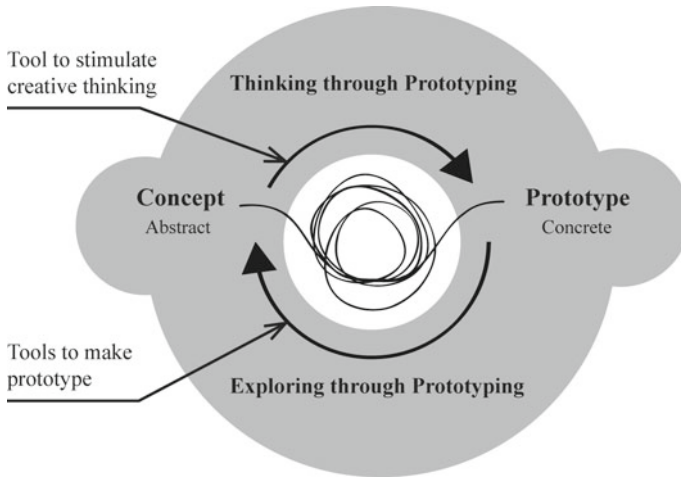 Tool to stimulate
creative thinking
Thinking through Prototyping
Concept
Abstract
Prototype
Concrete
Tools to make
prototype
Exploring through Prototyping